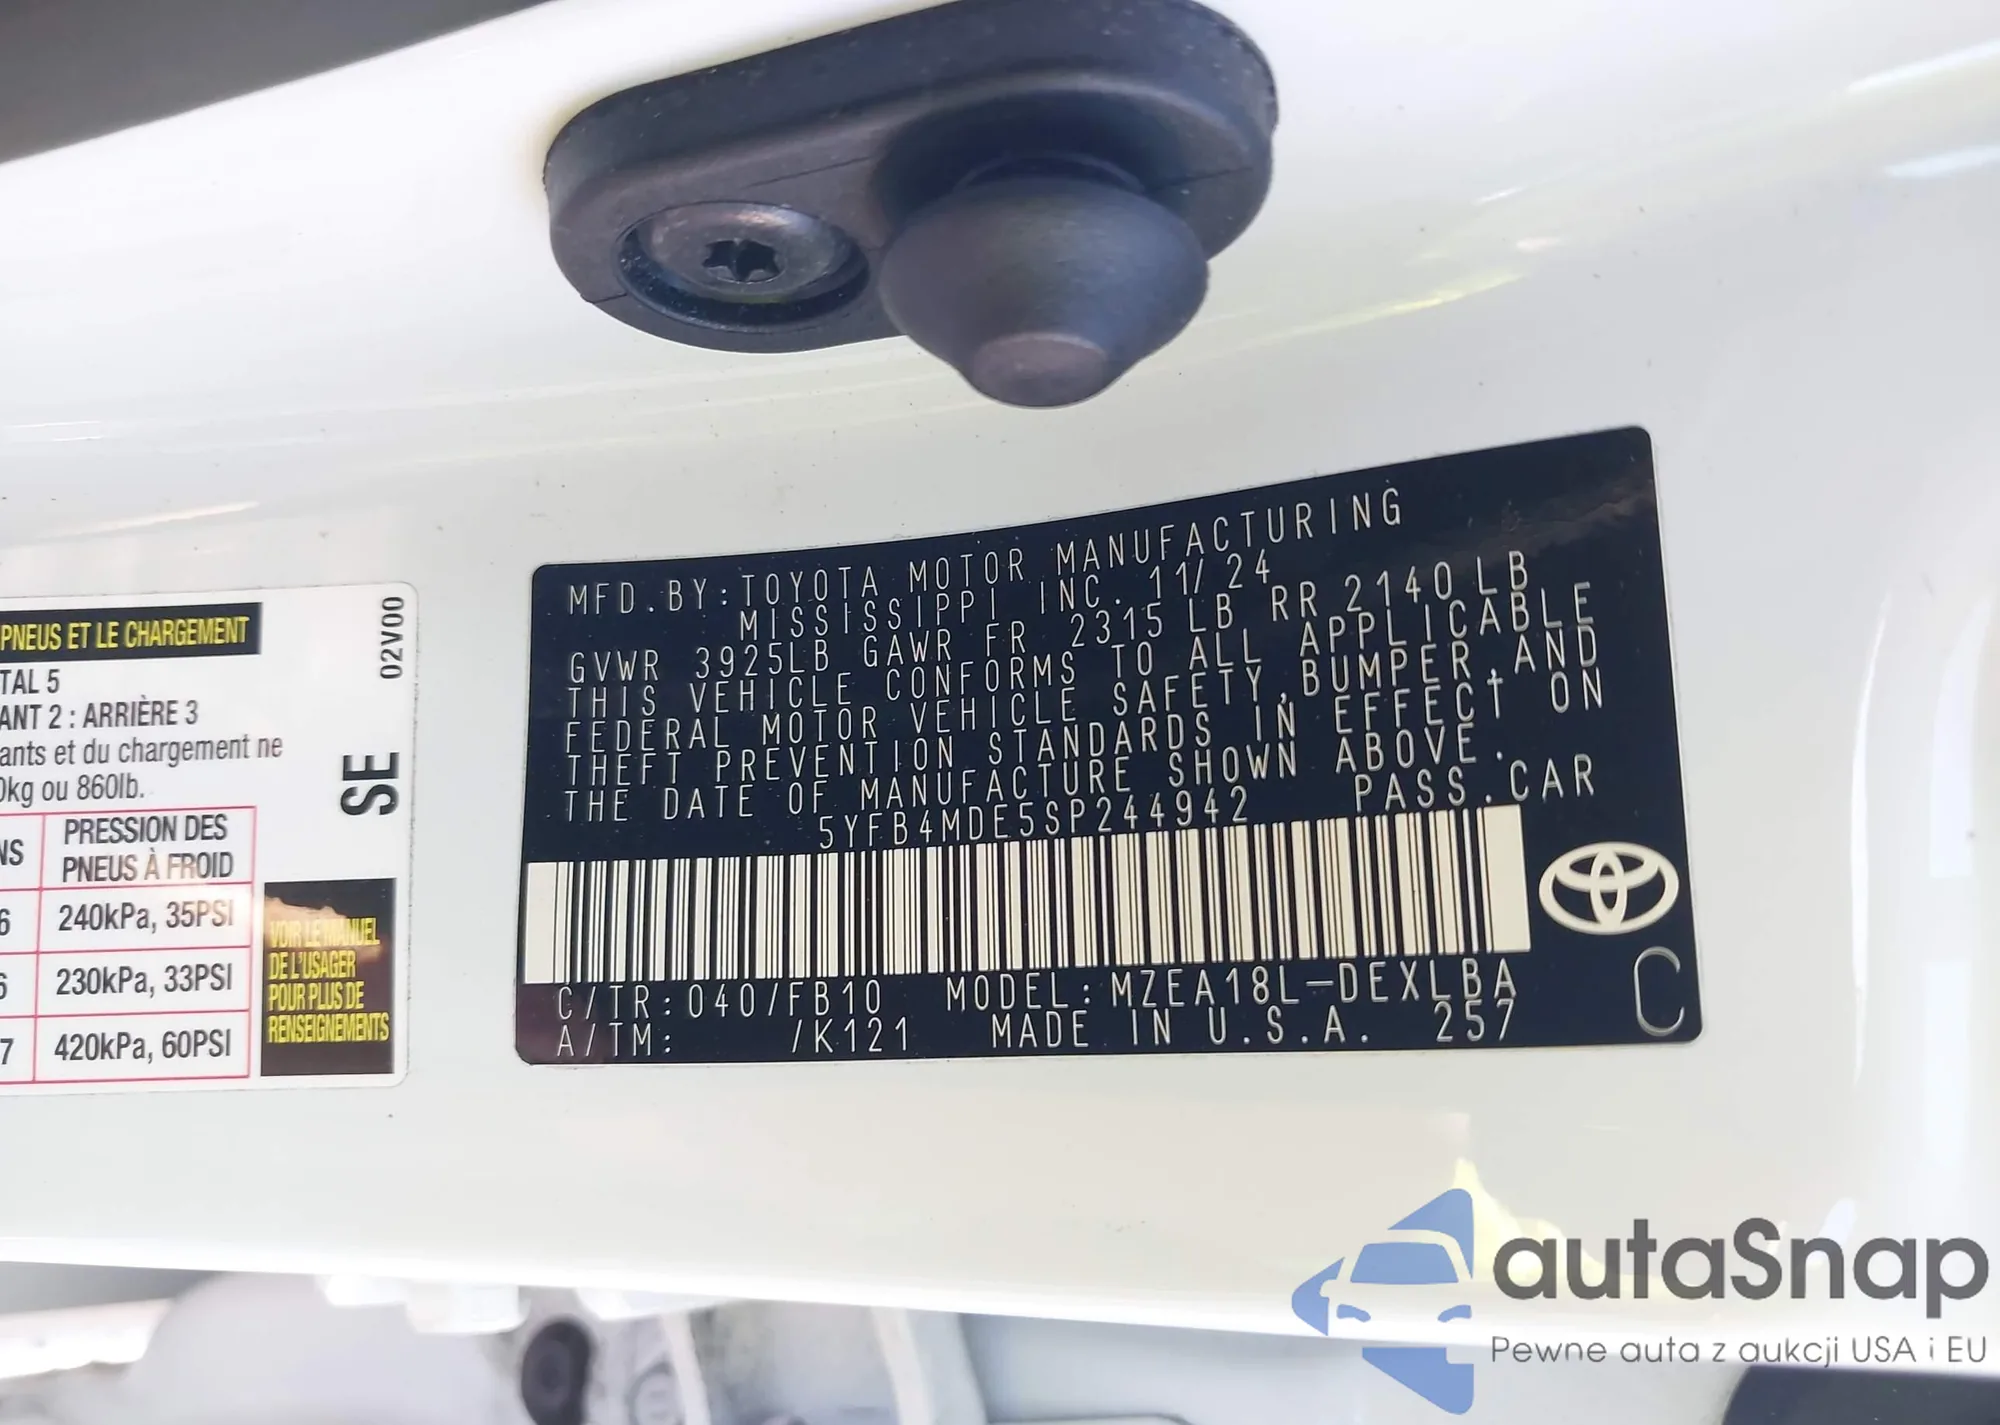 PNEUS ET LE CHARGEMENT
TAL 5
ANT 2 : ARRIÈRE 3
ants et du chargement ne
0kg ou 860lb.
NS
PRESSION DES
PNEUS À FROID
6
240kPa, 35PSI
6
230kPa, 33PSI
7
420kPa, 60PSI
02V00
SE
VOIR LE MANUEL
DE L'USAGER
POUR PLUS DE
RENSEIGNEMENTS
MFD.BY:TOYOTA MOTOR MANUFACTURING
MISSISSIPPI INC. 11/24
GVWR 3925LB GAWR FR 2315 LB RR 2140 LB
THIS VEHICLE CONFORMS TO ALL APPLICABLE
FEDERAL MOTOR VEHICLE SAFETY,BUMPER,AND
THEFT PREVENTION STANDARDS IN EFFECT ON
THE DATE OF MANUFACTURE SHOWN ABOVE.
5YFB4MDE5SP244942 PASS.CAR
C/TR:040/FB10 MODEL:MZEA18L-DEXLBA
A/TM: /K121 MADE IN U.S.A. 257
C
autaSnap
Pewne auta z aukcji USA i EU